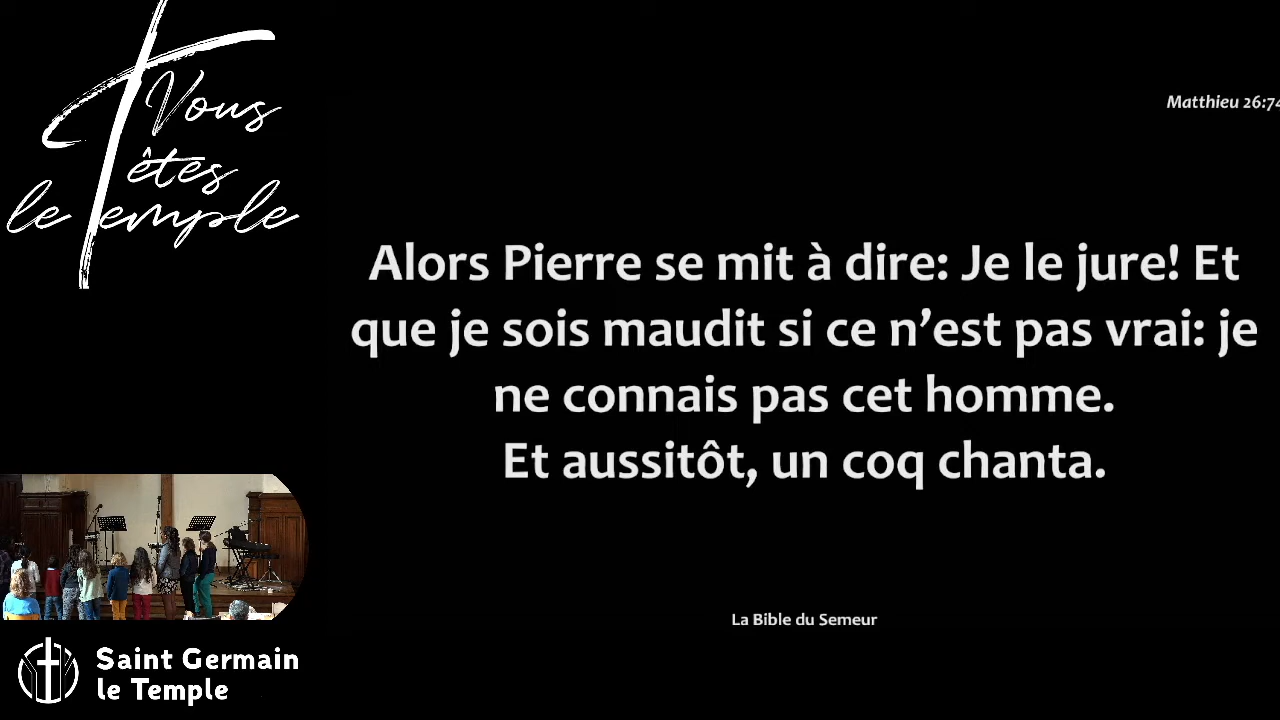 Vous
êtes
le Temple
Matthieu 26:74
Alors Pierre se mit à dire: Je le jure! Et
que je sois maudit si ce n’est pas vrai: je
ne connais pas cet homme.
Et aussitôt, un coq chanta.
La Bible du Semeur
Saint Germain
le Temple